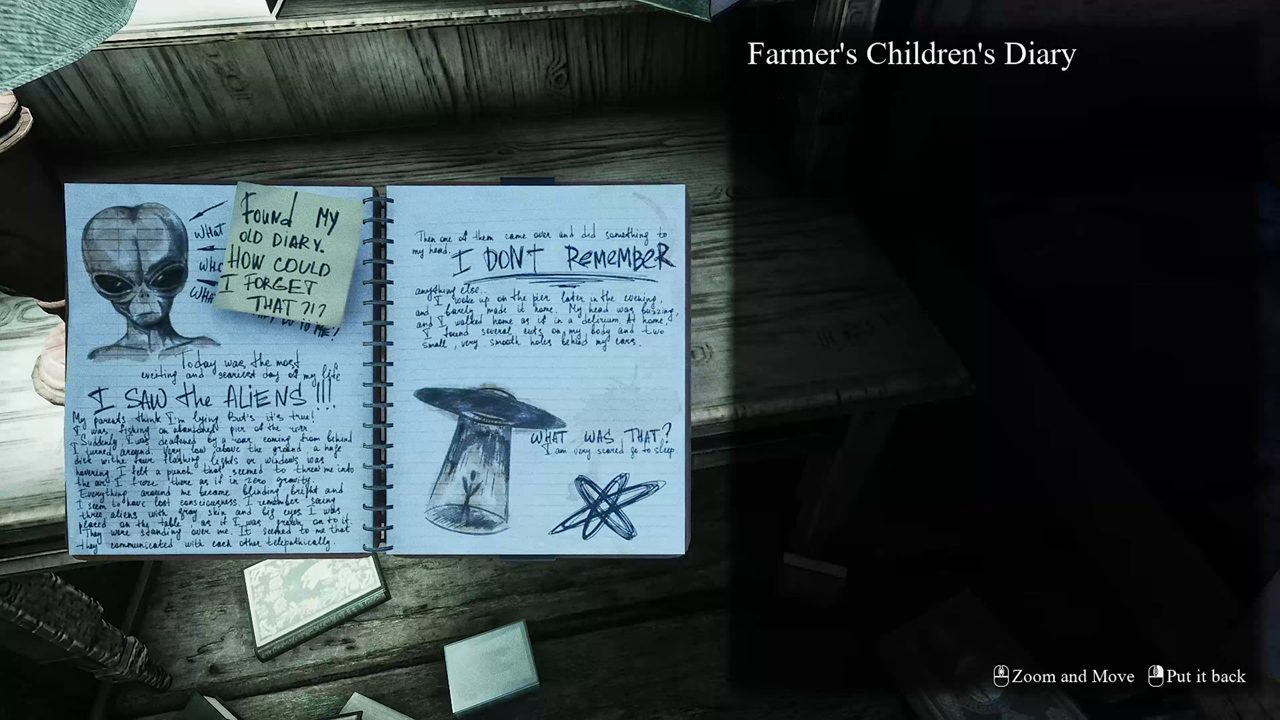 Farmer's Children's Diary
FOUND MY
OLD DIARY.
HOW COULD
I FORGET
THAT ?!?
WHAT
WHO
WHA
TO ME?
Today was the most
exciting and scariest day of my life
I SAW the ALIENS !!!
My parents think I'm lying But's it's true!
I was fishing on abandoned pier of the river.
Suddenly I was deafened by a roar coming from behind
I turned around very low above the ground a huge
disk withe four flashing lights or windows was
hovering I felt a punch that seemed to threw me into
the air I froze there as if in zero gravity.
Everything around me became blinding bright and
I seem to have lost consciousness. I remember seeing
three aliens with gray skin and big eyes I was
placed on the table as if I was frozen on to it.
They were standing over me. It seemed to me that
they communicated with each other telepathically.
Then one of them came over and did something to
my head.
I DON'T REMEMBER
anything else..
I woke up on the pier later in the evening,
and barely made it home. My head was buzzing,
and I walked home as if in a delirium. At home,
I found several cuts on my body and two
small, very smooth holes behind my ears.
WHAT WAS THAT?
I am very scared go to sleep.
Zoom and Move
Put it back